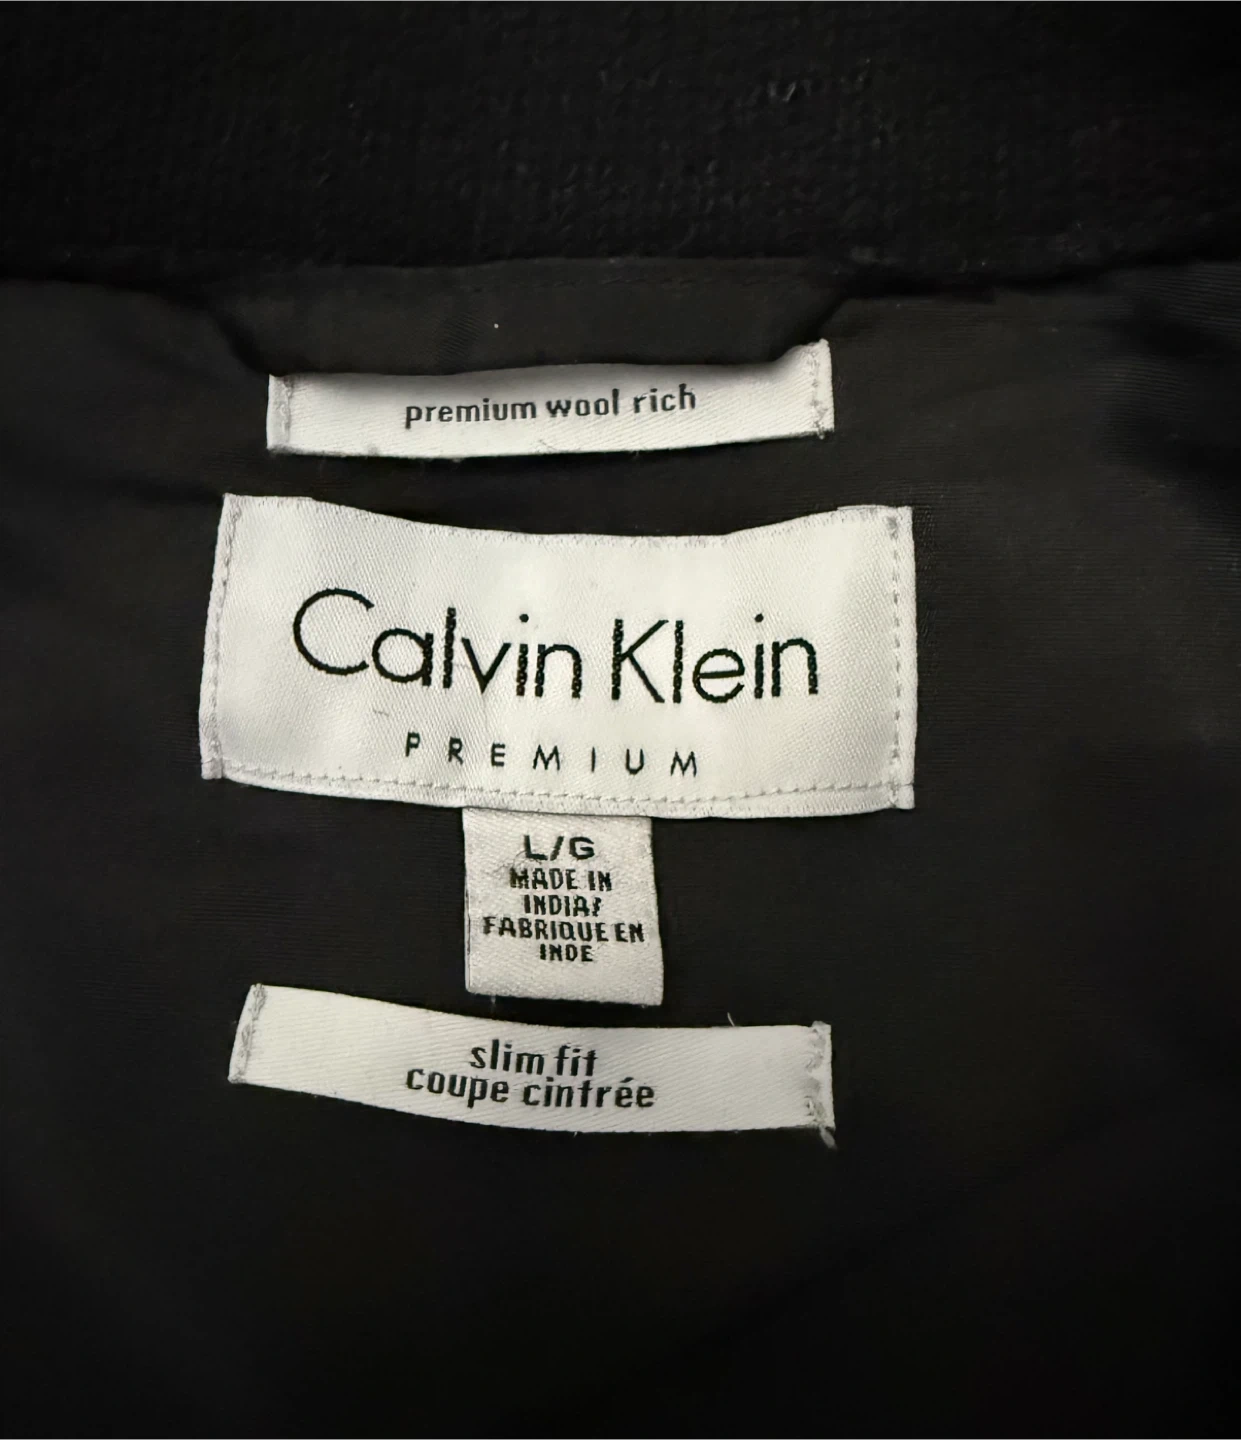 premium wool rich
Calvin Klein
PREMIUM
L/G
MADE IN
INDIA/
FABRIQUE EN
INDE
slim fit
coupe cintrée